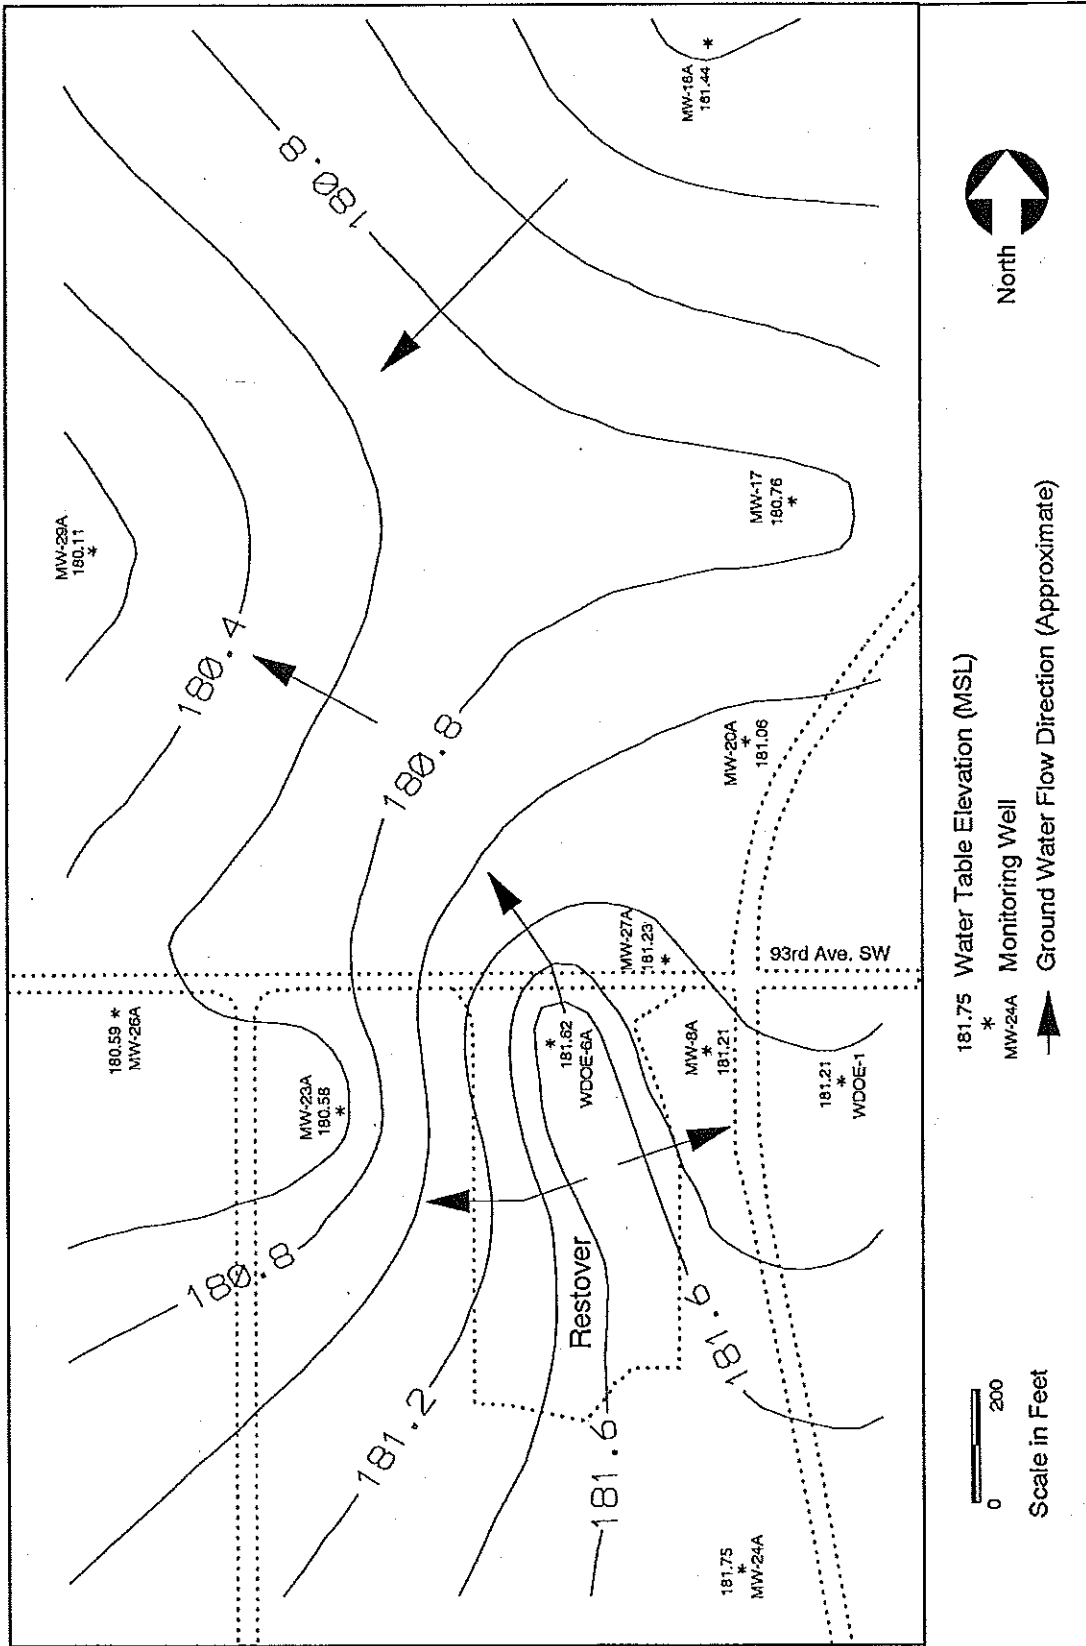 MW-29A
180.11
*
180.59 *
MW-26A
180.4
180.8
MW-23A
180.58
*
180.8
180.8
181.2
Restover
181.6
181.6
*
181.62
WDOE-6A
MW-27A
181.23
*
MW-8A
*
181.21
181.21
*
WDOE-1
MW-20A
*
181.06
MW-17
180.76
*
MW-18A
181.44
*
181.75
*
MW-24A
93rd Ave. SW
0 200
Scale in Feet
181.75 Water Table Elevation (MSL)
*
MW-24A Monitoring Well
Ground Water Flow Direction (Approximate)
North